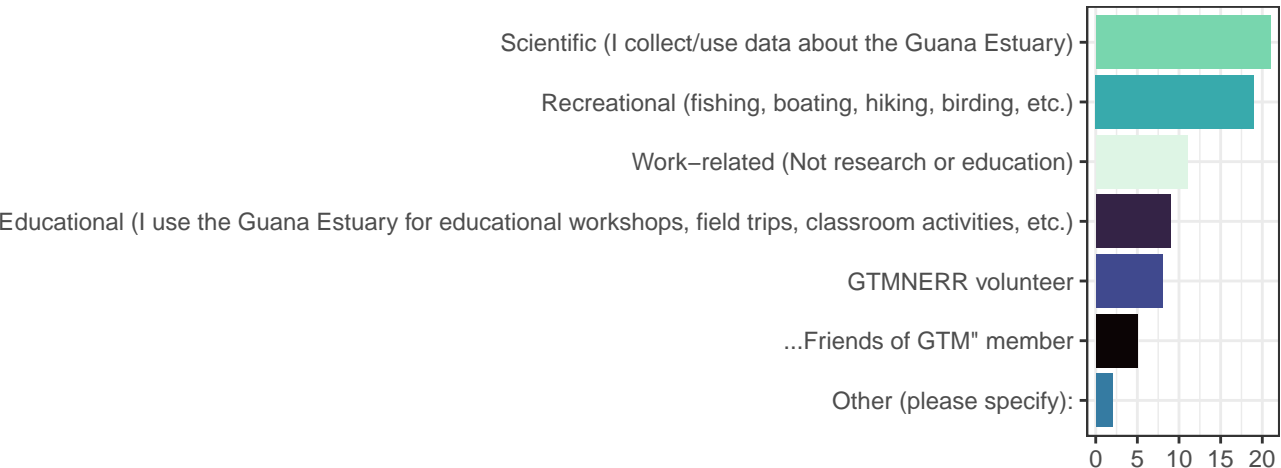 Scientific (I collect/use data about the Guana Estuary)
Recreational (fishing, boating, hiking, birding, etc.)
Work−related (Not research or education)
Educational (I use the Guana Estuary for educational workshops, field trips, classroom activities, etc.)
GTMNERR volunteer
...Friends of GTM" member
Other (please specify):
0 5 10 15 20